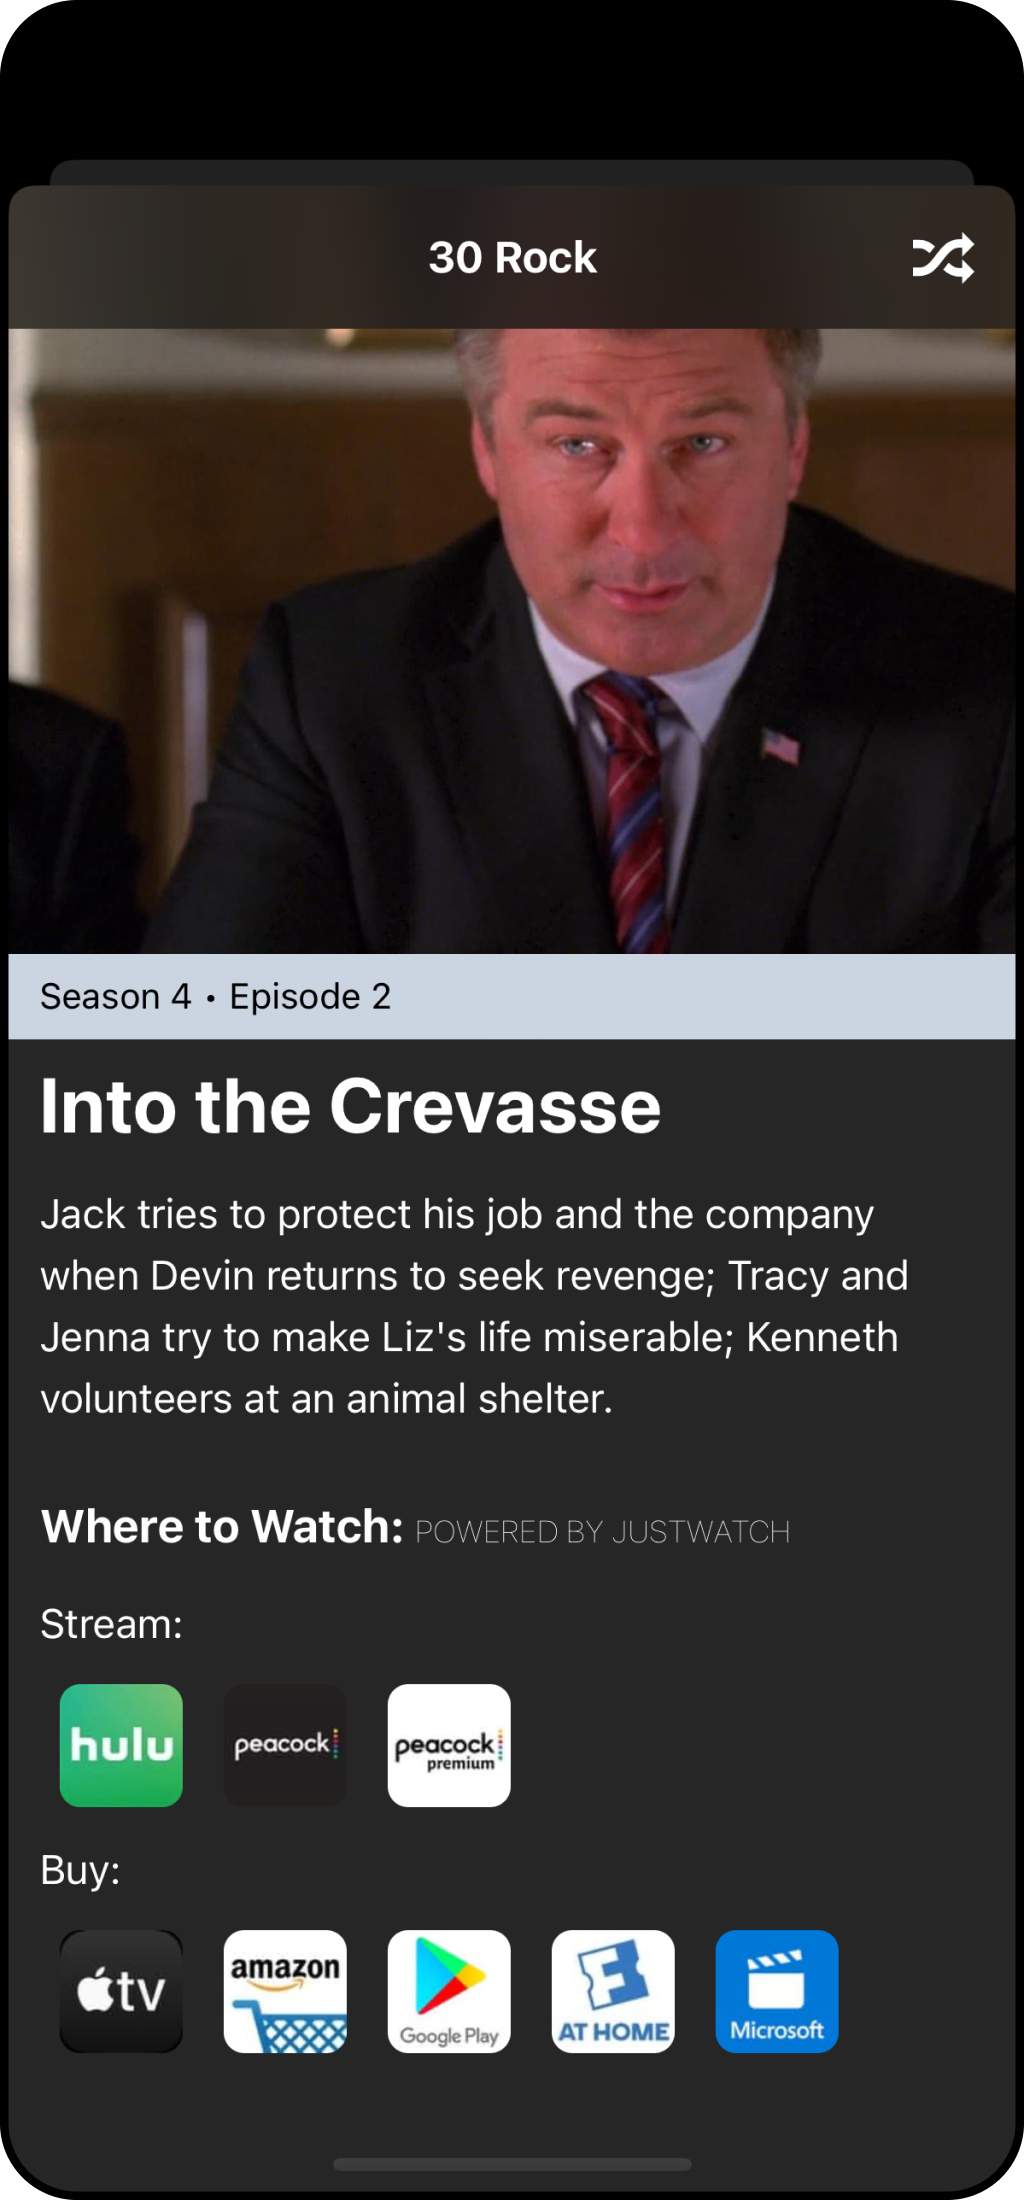 30 Rock
Season 4 • Episode 2
Into the Crevasse
Jack tries to protect his job and the company
when Devin returns to seek revenge; Tracy and
Jenna try to make Liz's life miserable; Kenneth
volunteers at an animal shelter.
Where to Watch: POWERED BY JUSTWATCH
Stream:
hulu peacock peacock
premium
Buy:
tv amazon Google Play AT HOME Microsoft